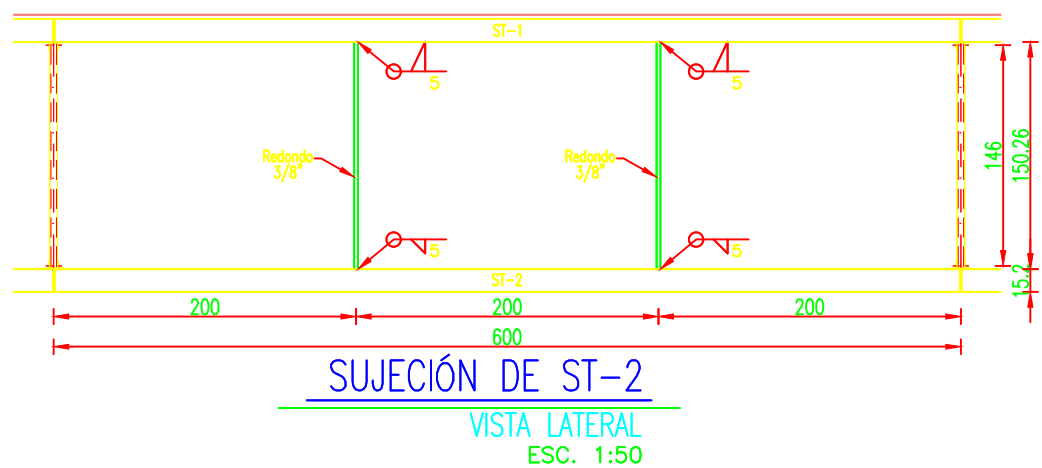 ST-1
5
5
Redondo
3/8"
Redondo
3/8"
146
150.26
5
5
ST-2
15.2
200
200
200
600
SUJECIÓN DE ST-2
VISTA LATERAL
ESC. 1:50